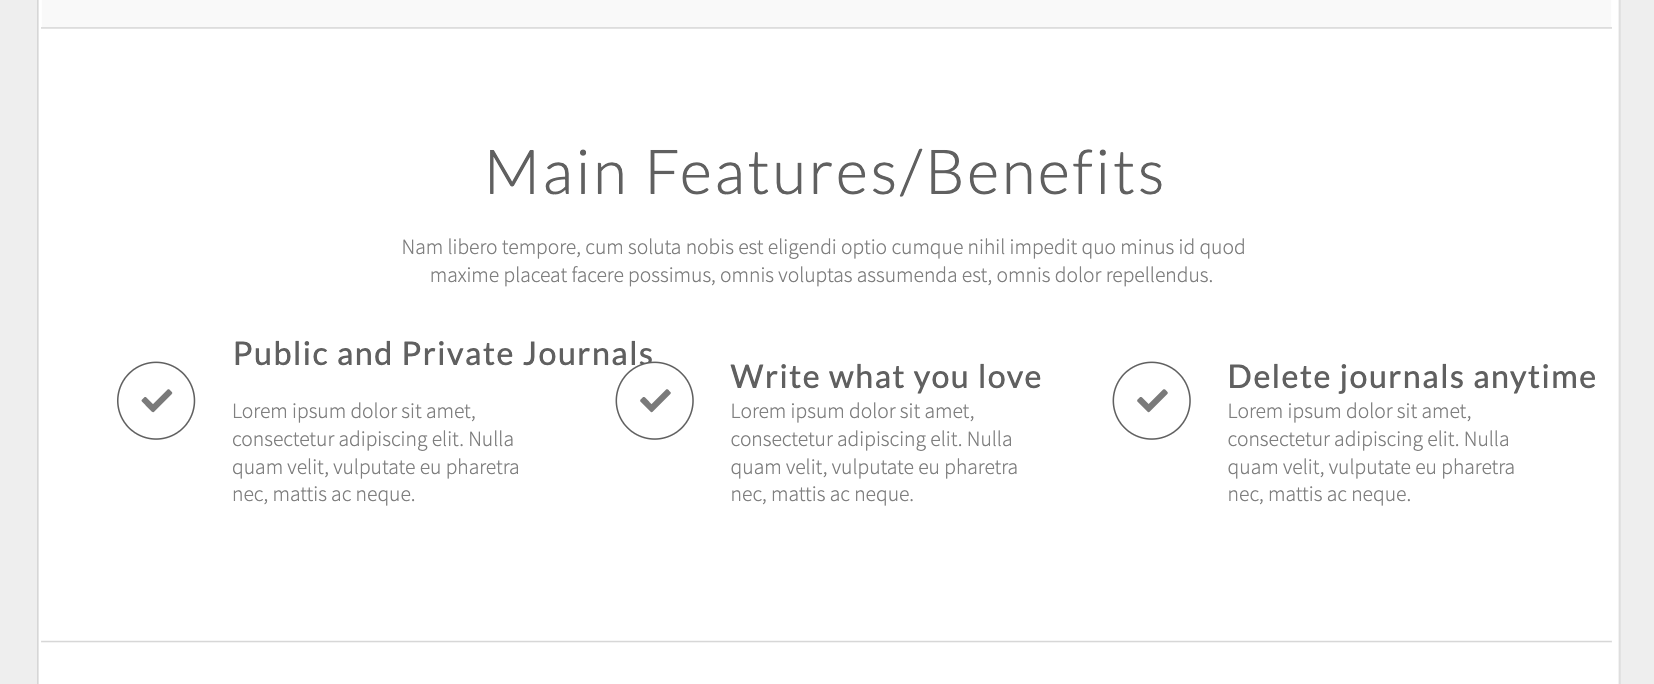 Main Features/Benefits
Nam libero tempore, cum soluta nobis est eligendi optio cumque nihil impedit quo minus id quod
maxime placeat facere possimus, omnis voluptas assumenda est, omnis dolor repellendus.
Public and Private Journals
Lorem ipsum dolor sit amet,
consectetur adipiscing elit. Nulla
quam velit, vulputate eu pharetra
nec, mattis ac neque.
Write what you love
Lorem ipsum dolor sit amet,
consectetur adipiscing elit. Nulla
quam velit, vulputate eu pharetra
nec, mattis ac neque.
Delete journals anytime
Lorem ipsum dolor sit amet,
consectetur adipiscing elit. Nulla
quam velit, vulputate eu pharetra
nec, mattis ac neque.